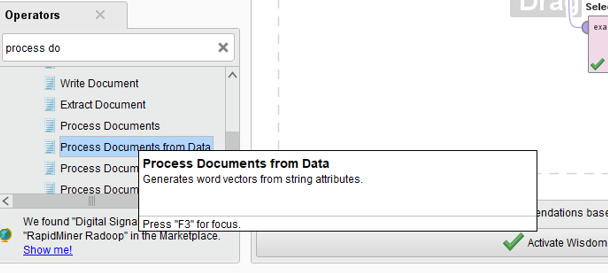 Operators
process do
Write Document
Extract Document
Process Documents
Process Documents from Data
Process Docum
Process Docum
Process Documents from Data
Generates word vectors from string attributes.
Press "F3" for focus.
We found "Digital Signa
"RapidMiner Radoop" in the Marketplace.
Show me!
Drag
Selec
exa
endations base
Activate Wisdom